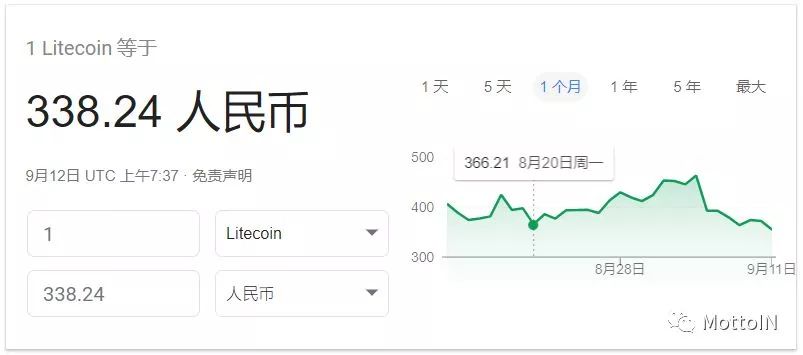 1 Litecoin 等于
338.24 人民币
9月12日 UTC 上午7:37 · 免责声明
1
Litecoin
338.24
人民币
1 天
5 天
1 个月
1 年
5 年
最大
366.21 8月20日周一
500
400
300
8月28日
9月11日
MottoIN